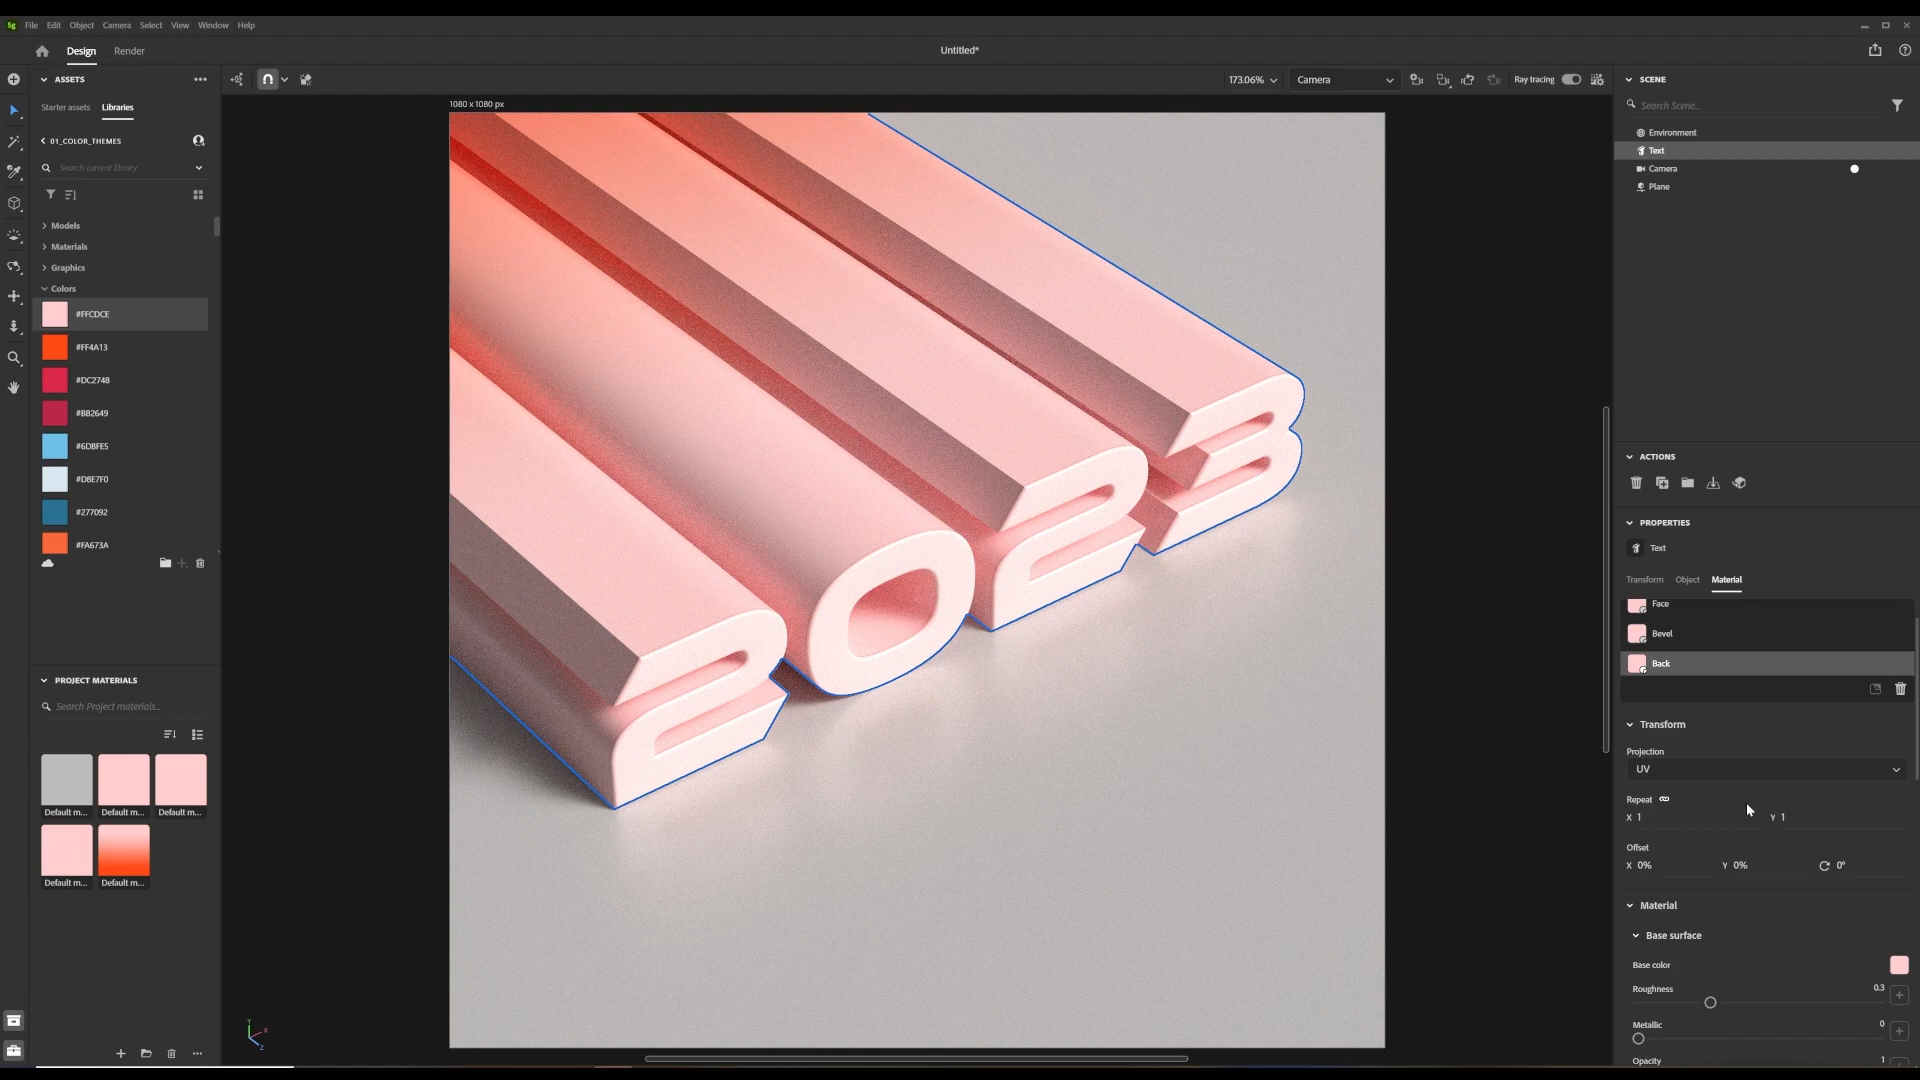 Sg File Edit Object Camera Select View Window Help
Design Render Untitled*
ASSETS
Starter assets Libraries
01_COLOR_THEMES
Search current library
Models
Materials
Graphics
Colors
#FFCDCE
#FF4A13
#DC2748
#BB2649
#6DBFE5
#D8E7F0
#277092
#FA673A
PROJECT MATERIALS
Search Project materials...
Default m... Default m... Default m...
Default m... Default m...
173.06% Camera Ray tracing
1080 x 1080 px
2023
Y
X
Z
SCENE
Search Scene...
Environment
Text
Camera
Plane
ACTIONS
PROPERTIES
Text
Transform Object Material
Face
Bevel
Back
Transform
Projection
UV
Repeat
X 1 Y 1
Offset
X 0% Y 0% 0°
Material
Base surface
Base color
Roughness 0.3
Metallic 0
Opacity 1